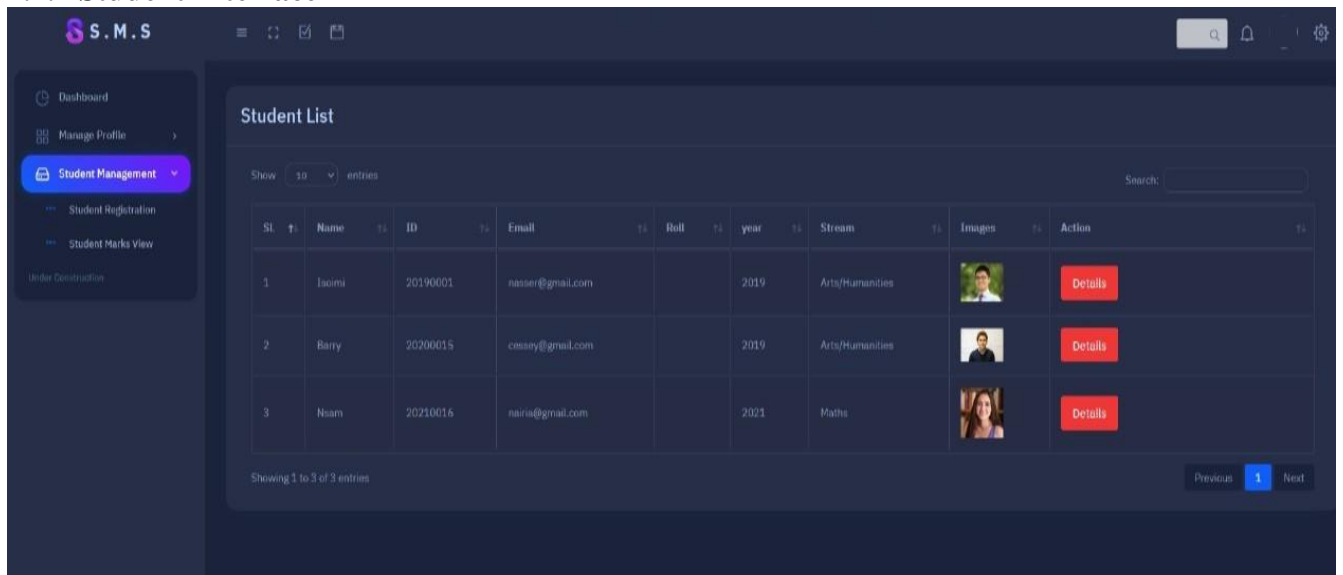 S.M.S
Dashboard
Manage Profile
Student Management
Student Registration
Student Marks View
Under Construction
Student List
Show 10 entries
Search:
SL Name ID Email Roll year Stream Images Action
1 Isoimi 20190001 nasser@gmail.com 2019 Arts/Humanities Details
2 Barry 20200015 cessey@gmail.com 2019 Arts/Humanities Details
3 Nsam 20210016 nairia@gmail.com 2021 Maths Details
Showing 1 to 3 of 3 entries
Previous 1 Next